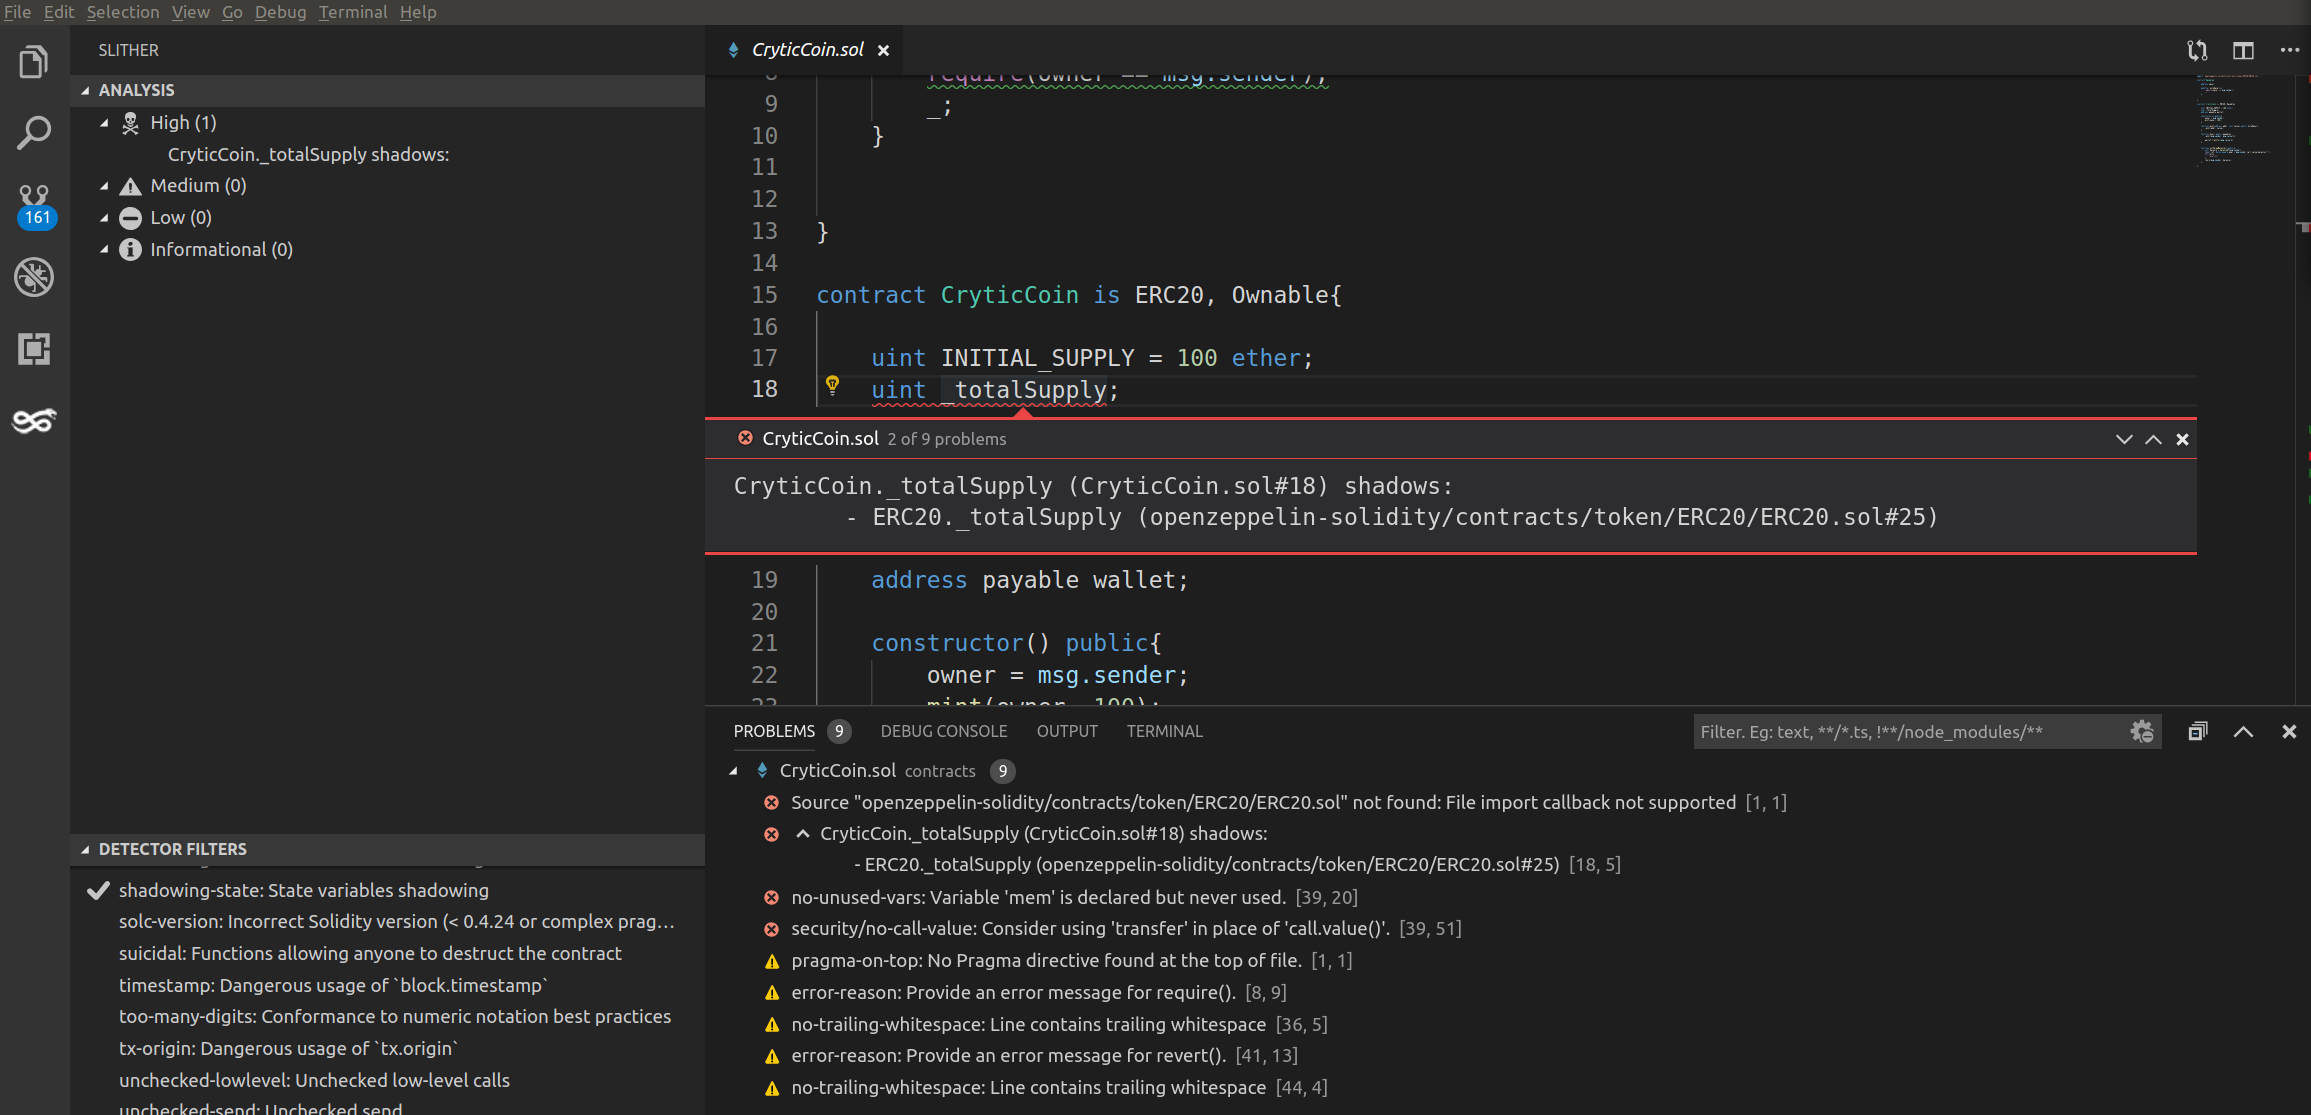 File Edit Selection View Go Debug Terminal Help
SLITHER
ANALYSIS
High (1)
CryticCoin._totalSupply shadows:
Medium (0)
Low (0)
Informational (0)
161
DETECTOR FILTERS
shadowing-state: State variables shadowing
solc-version: Incorrect Solidity version (< 0.4.24 or complex prag...
suicidal: Functions allowing anyone to destruct the contract
timestamp: Dangerous usage of `block.timestamp`
too-many-digits: Conformance to numeric notation best practices
tx-origin: Dangerous usage of `tx.origin`
unchecked-lowlevel: Unchecked low-level calls
unchecked-send: Unchecked send
CryticCoin.sol
8 require(owner == msg.sender);
9 _;
10 }
11
12
13 }
14
15 contract CryticCoin is ERC20, Ownable{
16
17 uint INITIAL_SUPPLY = 100 ether;
18 uint _totalSupply;
CryticCoin.sol 2 of 9 problems
CryticCoin._totalSupply (CryticCoin.sol#18) shadows:
- ERC20._totalSupply (openzeppelin-solidity/contracts/token/ERC20/ERC20.sol#25)
19 address payable wallet;
20
21 constructor() public{
22 owner = msg.sender;
23 mint(owner, 100);
PROBLEMS 9 DEBUG CONSOLE OUTPUT TERMINAL
Filter. Eg: text, **/*.ts, !**/node_modules/**
CryticCoin.sol contracts 9
Source "openzeppelin-solidity/contracts/token/ERC20/ERC20.sol" not found: File import callback not supported [1, 1]
CryticCoin._totalSupply (CryticCoin.sol#18) shadows:
- ERC20._totalSupply (openzeppelin-solidity/contracts/token/ERC20/ERC20.sol#25) [18, 5]
no-unused-vars: Variable 'mem' is declared but never used. [39, 20]
security/no-call-value: Consider using 'transfer' in place of 'call.value()'. [39, 51]
pragma-on-top: No Pragma directive found at the top of file. [1, 1]
error-reason: Provide an error message for require(). [8, 9]
no-trailing-whitespace: Line contains trailing whitespace [36, 5]
error-reason: Provide an error message for revert(). [41, 13]
no-trailing-whitespace: Line contains trailing whitespace [44, 4]